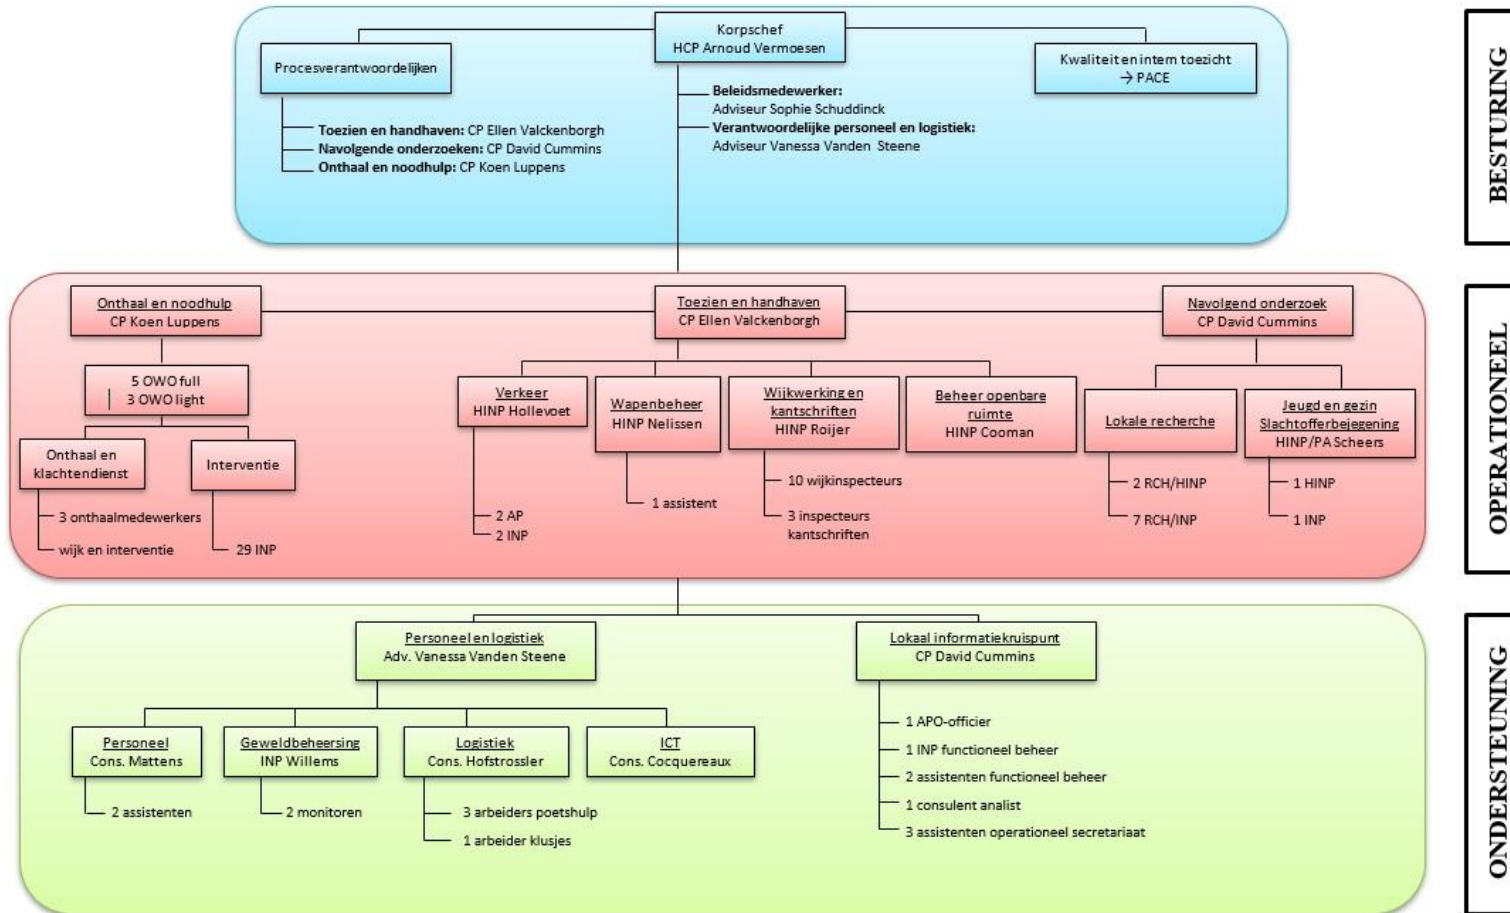 Korpschef
HCP Arnoud Vermoesen
Procesverantwoordelijken
Kwaliteit en intern toezicht
→ PACE
Toezien en handhaven: CP Ellen Valckenborgh
Navolgende onderzoeken: CP David Cummins
Onthaal en noodhulp: CP Koen Luppens
Beleidsmedewerker:
Adviseur Sophie Schuddinck
Verantwoordelijke personeel en logistiek:
Adviseur Vanessa Vanden Steene
BESTURING
Onthaal en noodhulp
CP Koen Luppens
Toezien en handhaven
CP Ellen Valckenborgh
Navolgend onderzoek
CP David Cummins
5 OWO full
3 OWO light
Onthaal en
klachtendienst
Interventie
3 onthaalmedewerkers
wijk en interventie
29 INP
Verkeer
HINP Hollevoet
2 AP
2 INP
Wapenbeheer
HINP Nelissen
1 assistent
Wijkwerking en
kantschriften
HINP Roijer
10 wijkinspecteurs
3 inspecteurs
kantschriften
Beheer openbare
ruimte
HINP Cooman
Lokale recherche
2 RCH/HINP
7 RCH/INP
Jeugd en gezin
Slachtofferbejegening
HINP/PA Scheers
1 HINP
1 INP
OPERATIONEEL
Personeel en logistiek
Adv. Vanessa Vanden Steene
Lokaal informatiekruispunt
CP David Cummins
Personeel
Cons. Mattens
2 assistenten
Geweldbeheersing
INP Willems
2 monitoren
Logistiek
Cons. Hofstrossler
3 arbeiders poetshulp
1 arbeider klusjes
ICT
Cons. Cocquereaux
1 APO-officier
1 INP functioneel beheer
2 assistenten functioneel beheer
1 consulent analist
3 assistenten operationeel secretariaat
ONDERSTEUNING